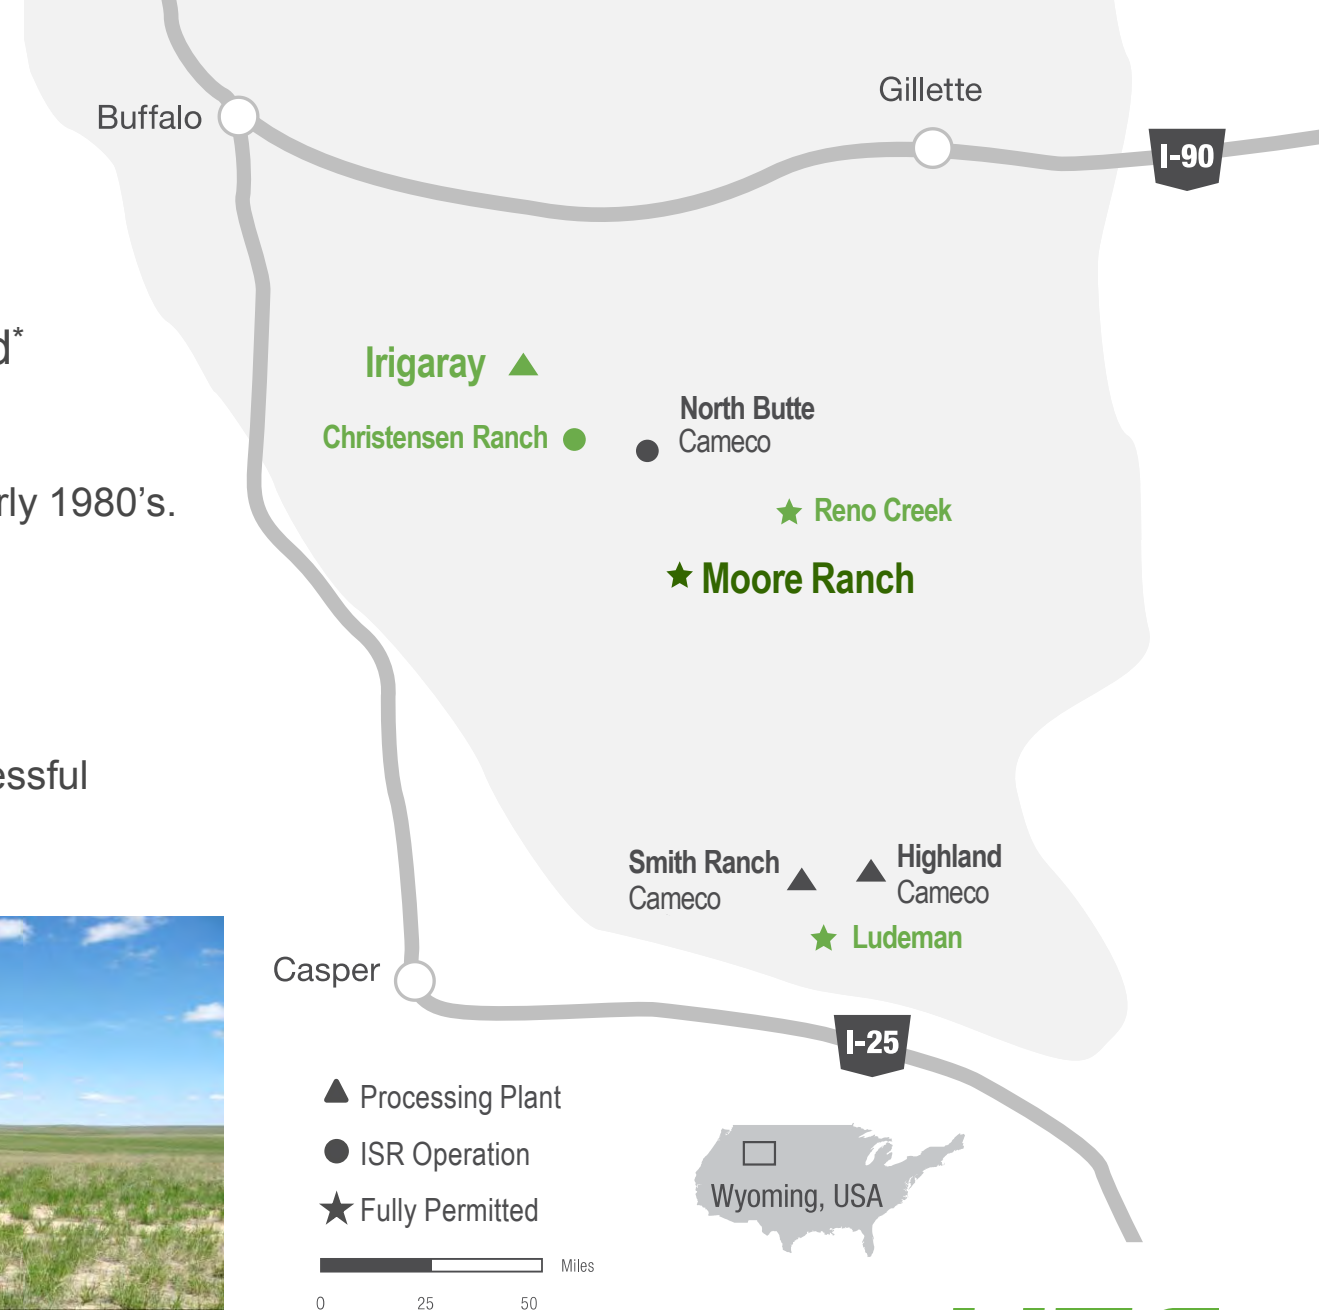 Gillette
Buffalo
I-90
d*
Irigaray
North Butte
Cameco
Christensen Ranch
rly 1980’s.
Reno Creek
Moore Ranch
essful
Smith Ranch
Cameco
Highland
Cameco
Ludeman
Casper
I-25
Processing Plant
ISR Operation
Fully Permitted
Wyoming, USA
Miles
0 25 50